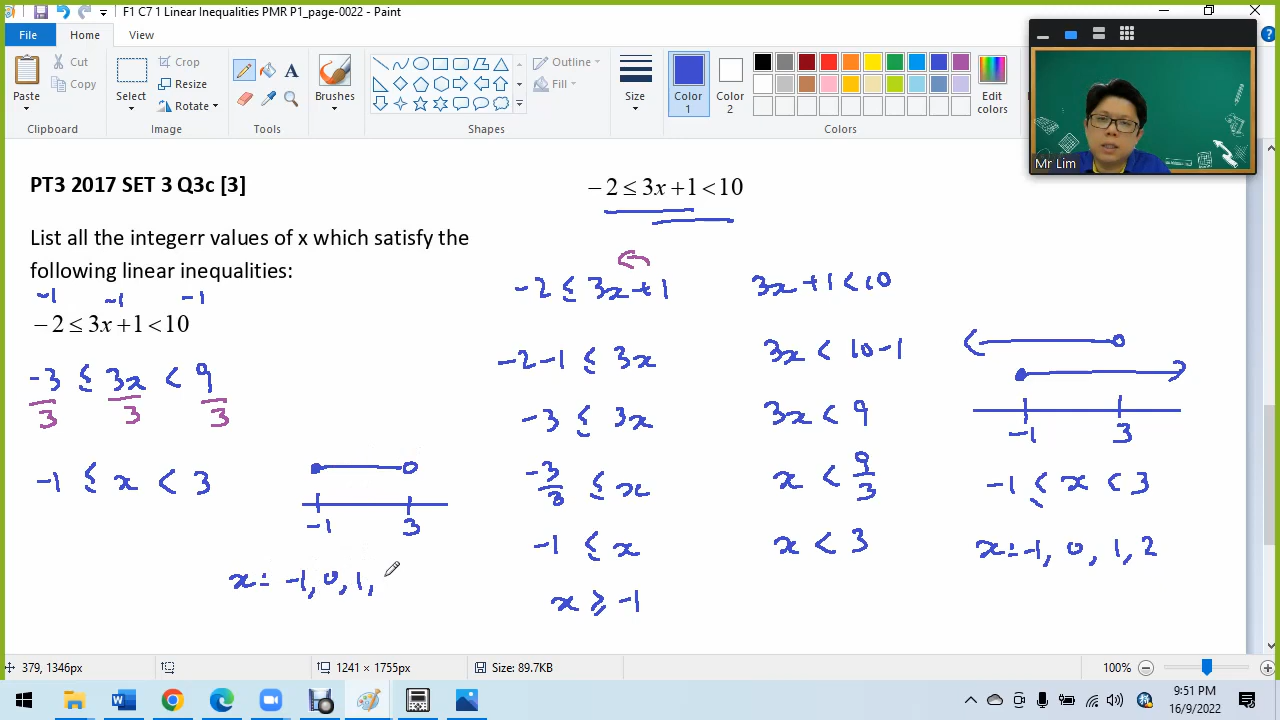 F1 C7 1 Linear Inequalities PMR P1_page-0022 - Paint
File Home View
Paste
Cut
Copy
Clipboard
Select
Crop
Resize
Rotate
Image
Tools
Brushes
Shapes
Outline
Fill
Size
Color 1
Color 2
Colors
Edit colors
Mr Lim
PT3 2017 SET 3 Q3c [3]
List all the integerr values of x which satisfy the
following linear inequalities:
-1 -1 -1
−2 ≤ 3x +1 < 10
-3 ≤ 3x < 9
3 3 3
-1 ≤ x < 3
-1 3
x = -1, 0, 1,
−2 ≤ 3x +1 < 10
-2 ≤ 3x + 1
-2 -1 ≤ 3x
-3 ≤ 3x
-3/3 ≤ x
-1 ≤ x
x ≥ -1
3x + 1 < 10
3x < 10 -1
3x < 9
x < 9/3
x < 3
-1 3
-1 ≤ x < 3
x = -1, 0, 1, 2
379, 1346px
1241 × 1755px
Size: 89.7KB
100%
9:51 PM
16/9/2022